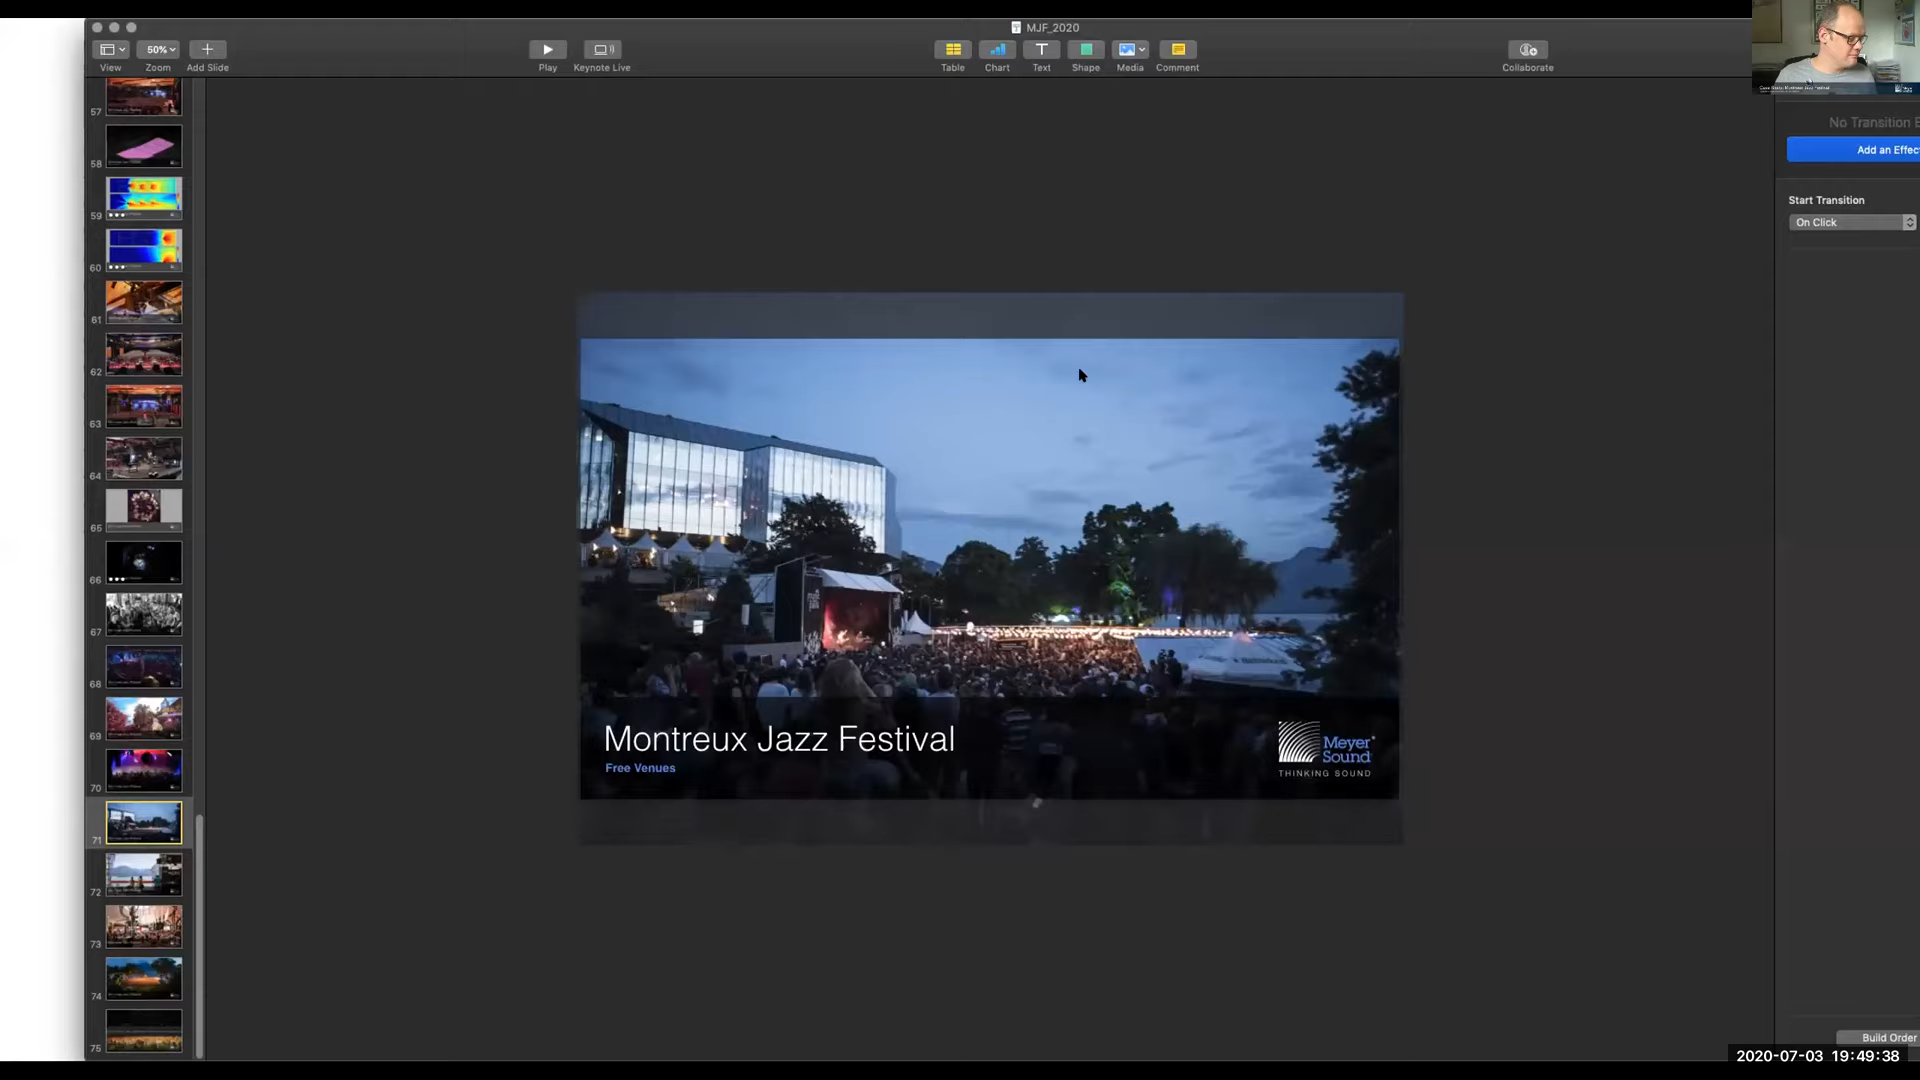 MJF_2020
50%
View
Zoom
Add Slide
Play
Keynote Live
Table
Chart
Text
Shape
Media
Comment
Collaborate
No Transition E
Add an Effec
Start Transition
On Click
57
58
59
60
61
62
63
64
65
66
67
68
69
70
71
72
73
74
75
Montreux Jazz Festival
Free Venues
Meyer
Sound
THINKING SOUND
Build Order
2020-07-03 19:49:38